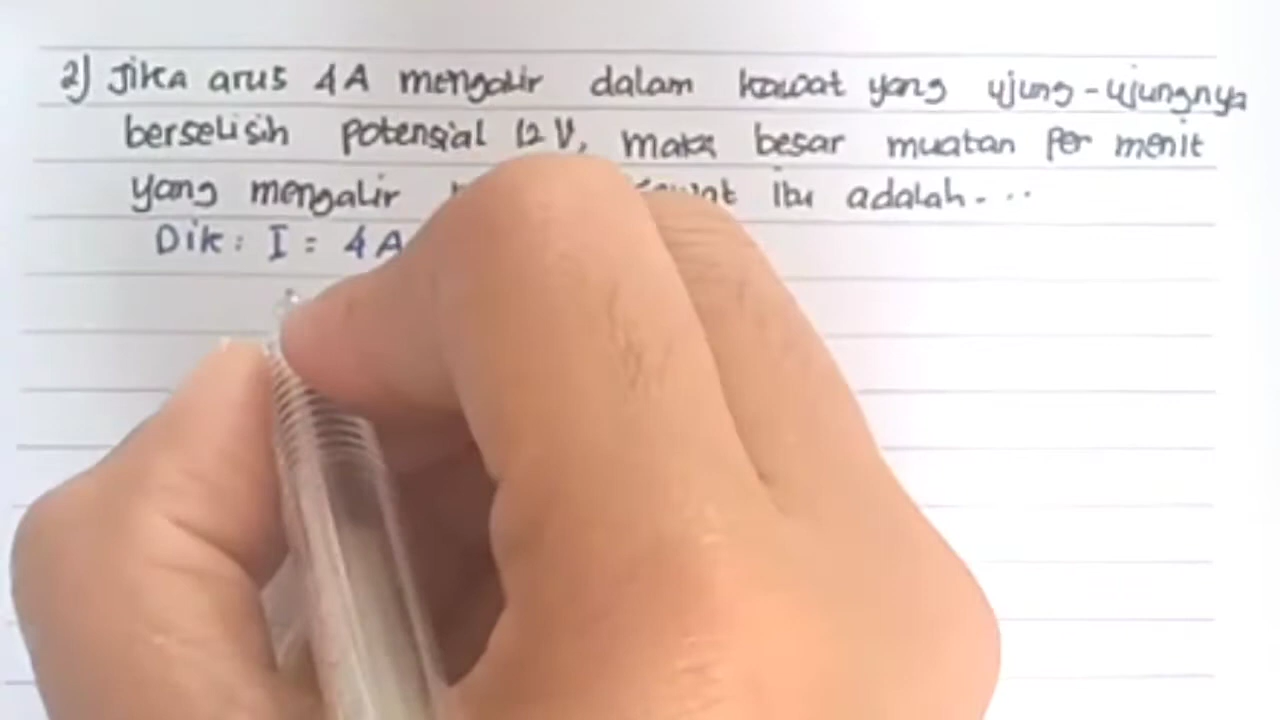 2) Jika arus 4A mengalir dalam kawat yang ujung-ujungnya
berselisih potensial 12 V, maka besar muatan per menit
yang mengalir itu adalah...
Dik: I = 4A